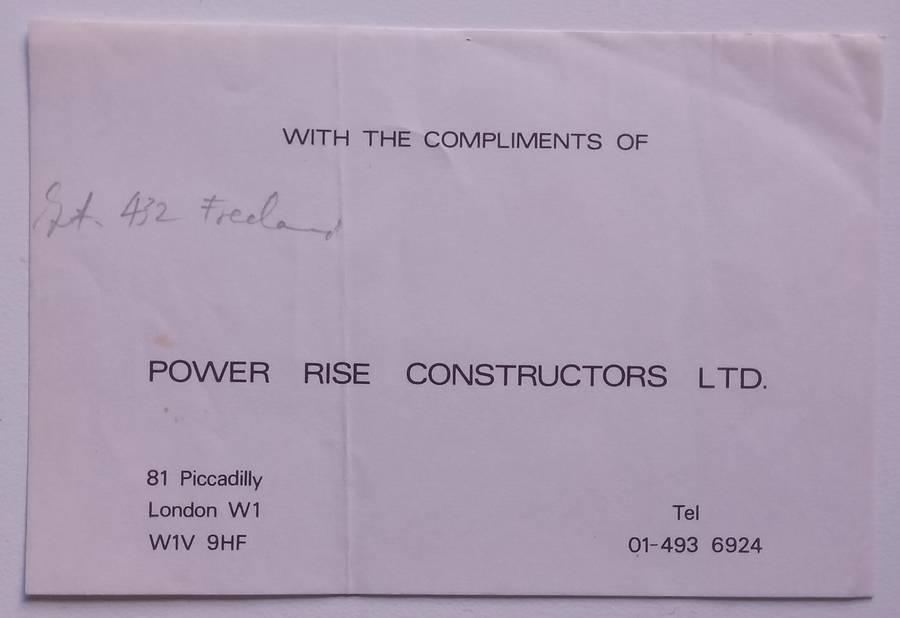 WITH THE COMPLIMENTS OF
432 Freeland
POWER RISE CONSTRUCTORS LTD.
81 Piccadilly
London W1
W1V 9HF
Tel
01-493 6924